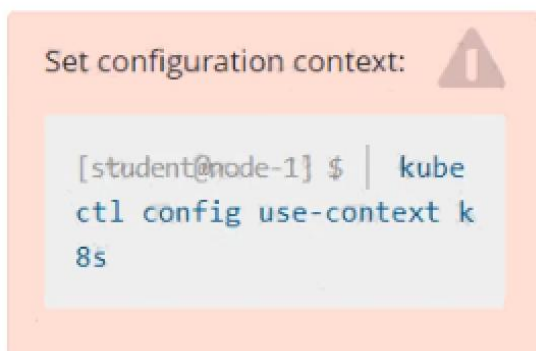 Set configuration context:
[student@node-1] $ | kube
ctl config use-context k
8s